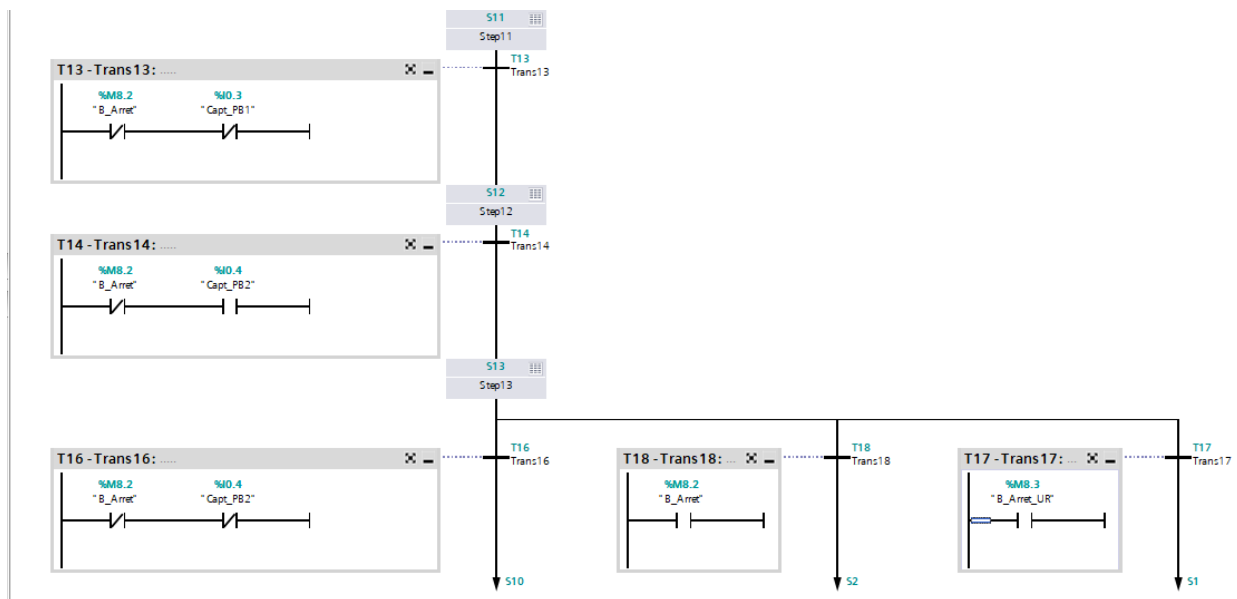 S11
Step11
T13
Trans13
T13 - Trans13: .....
%M8.2 %I0.3
"B_Arret" "Capt_PB1"
S12
Step12
T14
Trans14
T14 - Trans14: .....
%M8.2 %I0.4
"B_Arret" "Capt_PB2"
S13
Step13
T16
Trans16
T18
Trans18
T17
Trans17
T16 - Trans16: .....
%M8.2 %I0.4
"B_Arret" "Capt_PB2"
T18 - Trans18: ...
%M8.2
"B_Arret"
T17 - Trans17: ...
%M8.3
"B_Arret_UR"
S10
S2
S1